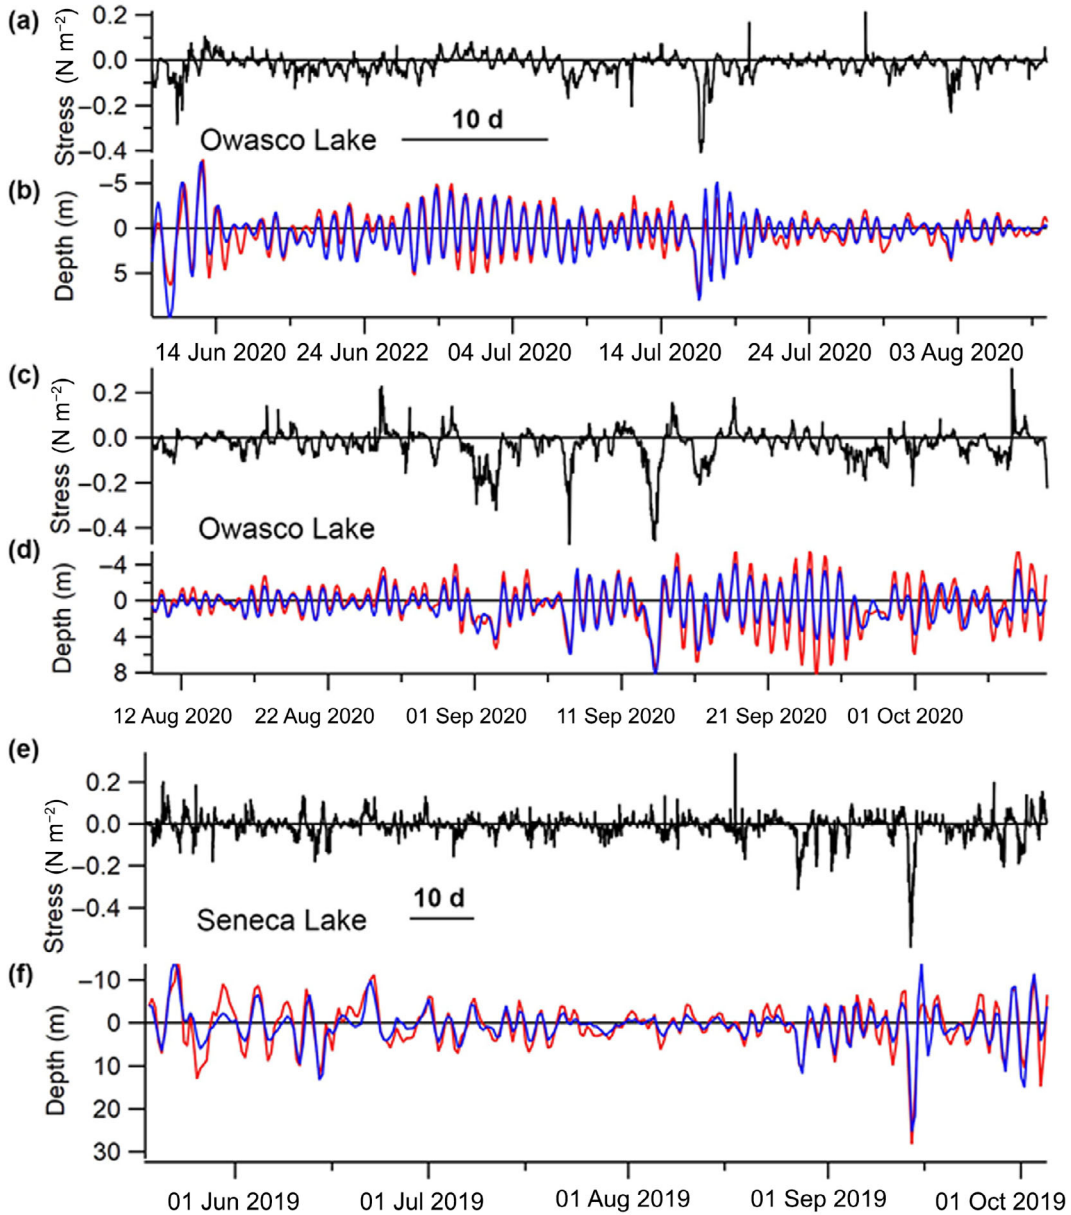 (a)
Stress (N m−2)
0.2
0.0
−0.2
−0.4
Owasco Lake
10 d
(b)
Depth (m)
−5
0
5
14 Jun 2020 24 Jun 2022 04 Jul 2020 14 Jul 2020 24 Jul 2020 03 Aug 2020
(c)
Stress (N m−2)
0.2
0.0
−0.2
−0.4
Owasco Lake
(d)
Depth (m)
−4
0
4
8
12 Aug 2020 22 Aug 2020 01 Sep 2020 11 Sep 2020 21 Sep 2020 01 Oct 2020
(e)
Stress (N m−2)
0.2
0.0
−0.2
−0.4
Seneca Lake
10 d
(f)
Depth (m)
−10
0
10
20
30
01 Jun 2019 01 Jul 2019 01 Aug 2019 01 Sep 2019 01 Oct 2019